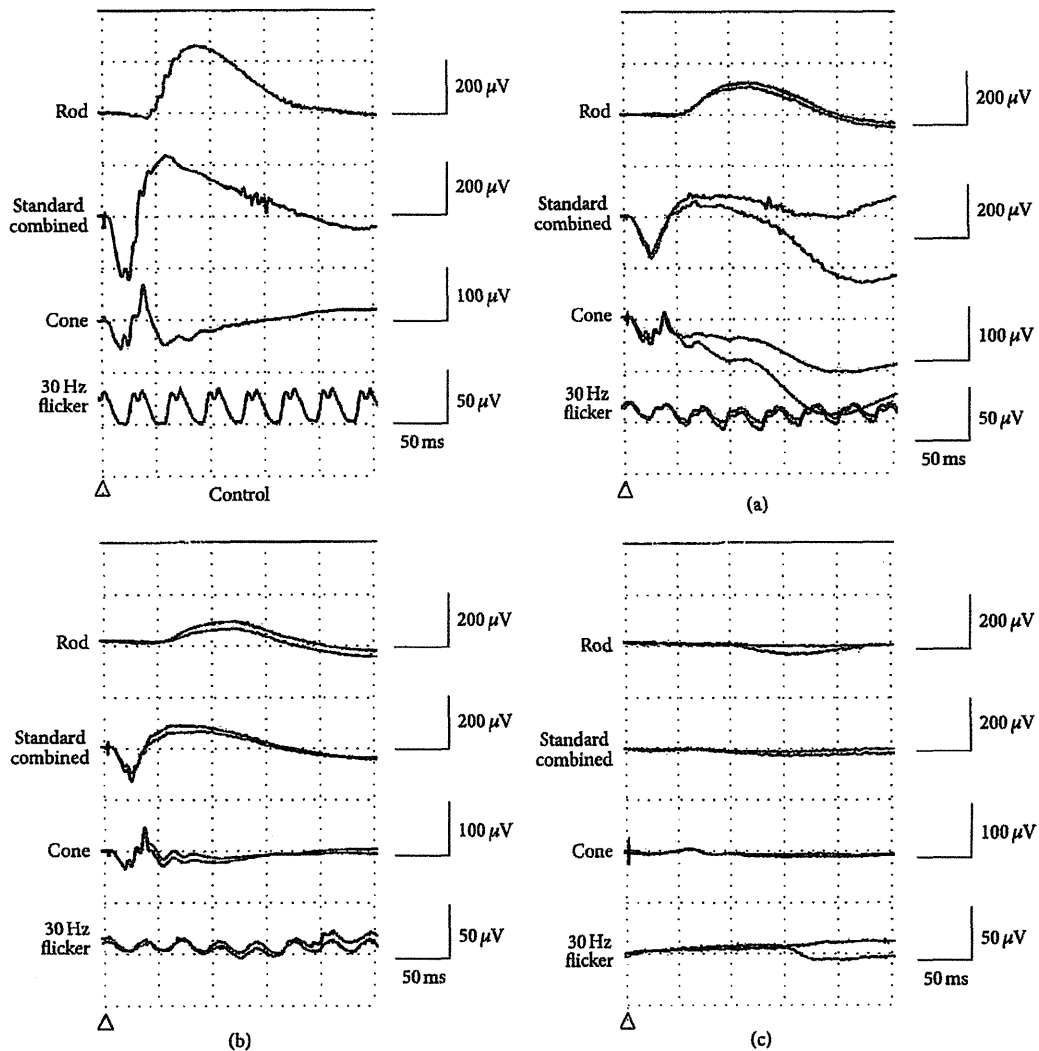 Rod
200 μV
Standard
combined
200 μV
Cone
100 μV
30 Hz
flicker
50 μV
50 ms
Control
Rod
200 μV
Standard
combined
200 μV
Cone
100 μV
30 Hz
flicker
50 μV
50 ms
(a)
Rod
200 μV
Standard
combined
200 μV
Cone
100 μV
30 Hz
flicker
50 μV
50 ms
(b)
Rod
200 μV
Standard
combined
200 μV
Cone
100 μV
30 Hz
flicker
50 μV
50 ms
(c)